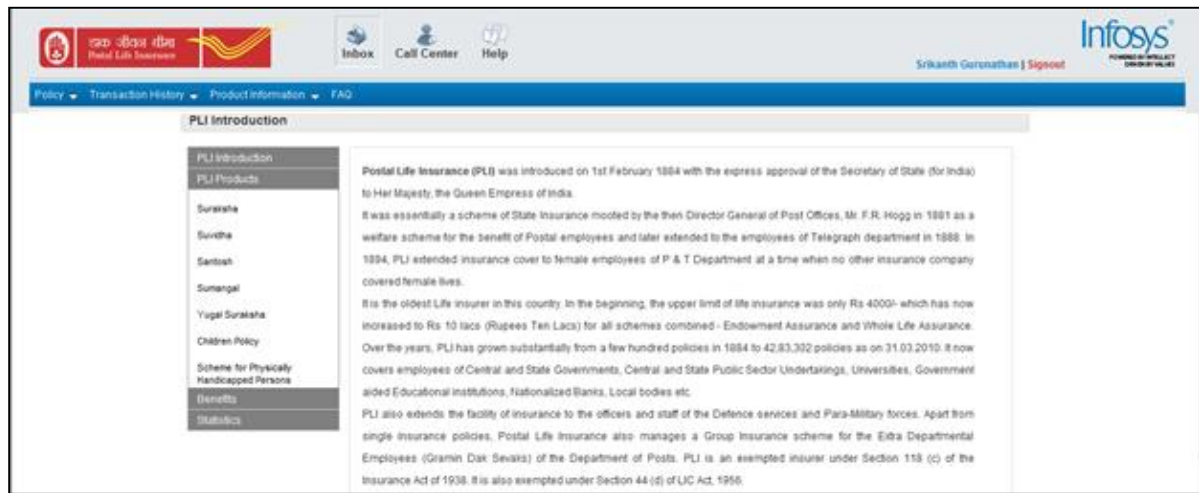 डाक जीवन बीमा
Postal Life Insurance
Inbox Call Center Help
Infosys
POWERED BY INTELLECT
DRIVEN BY VALUES
Srikanth Gurunathan | Signout
Policy Transaction History Product Information FAQ
PLI Introduction
PLI Introduction
PLI Products
Suraksha
Suvidha
Santosh
Sumangal
Yugal Suraksha
Children Policy
Scheme for Physically
Handicapped Persons
Benefits
Statistics
Postal Life Insurance (PLI) was introduced on 1st February 1884 with the express approval of the Secretary of State (for India)
to Her Majesty, the Queen Empress of India.
It was essentially a scheme of State Insurance mooted by the then Director General of Post Offices, Mr. F.R. Hogg in 1881 as a
welfare scheme for the benefit of Postal employees and later extended to the employees of Telegraph department in 1888. In
1894, PLI extended insurance cover to female employees of P & T Department at a time when no other insurance company
covered female lives.
It is the oldest Life insurer in this country. In the beginning, the upper limit of life insurance was only Rs 4000/- which has now
increased to Rs 10 lacs (Rupees Ten Lacs) for all schemes combined - Endowment Assurance and Whole Life Assurance.
Over the years, PLI has grown substantially from a few hundred policies in 1884 to 42,83,302 policies as on 31.03.2010. It now
covers employees of Central and State Governments, Central and State Public Sector Undertakings, Universities, Government
aided Educational institutions, Nationalized Banks, Local bodies etc.
PLI also extends the facility of insurance to the officers and staff of the Defence services and Para-Military forces. Apart from
single insurance policies, Postal Life Insurance also manages a Group Insurance scheme for the Extra Departmental
Employees (Gramin Dak Sevaks) of the Department of Posts. PLI is an exempted insurer under Section 118 (c) of the
Insurance Act of 1938. It is also exempted under Section 44 (d) of LIC Act, 1956.